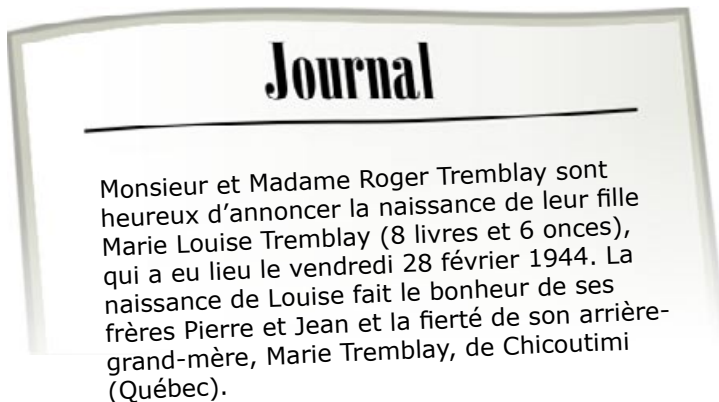 Journal
Monsieur et Madame Roger Tremblay sont
heureux d’annoncer la naissance de leur fille
Marie Louise Tremblay (8 livres et 6 onces),
qui a eu lieu le vendredi 28 février 1944. La
naissance de Louise fait le bonheur de ses
frères Pierre et Jean et la fierté de son arrière-
grand-mère, Marie Tremblay, de Chicoutimi
(Québec).